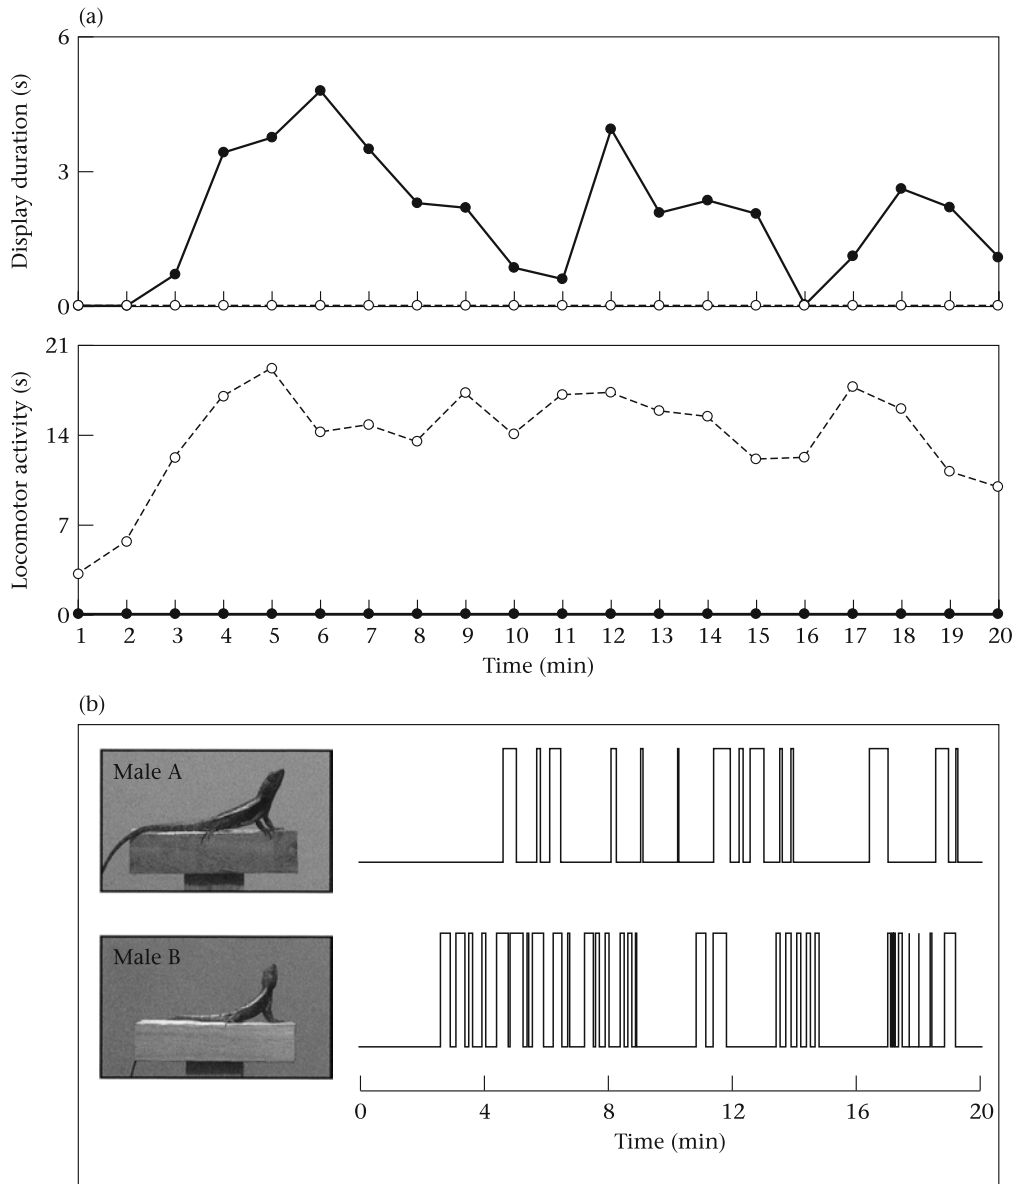 (a)
6
3
0
Display duration (s)
21
14
7
0
Locomotor activity (s)
1 2 3 4 5 6 7 8 9 10 11 12 13 14 15 16 17 18 19 20
Time (min)
(b)
Male A
Male B
0 4 8 12 16 20
Time (min)